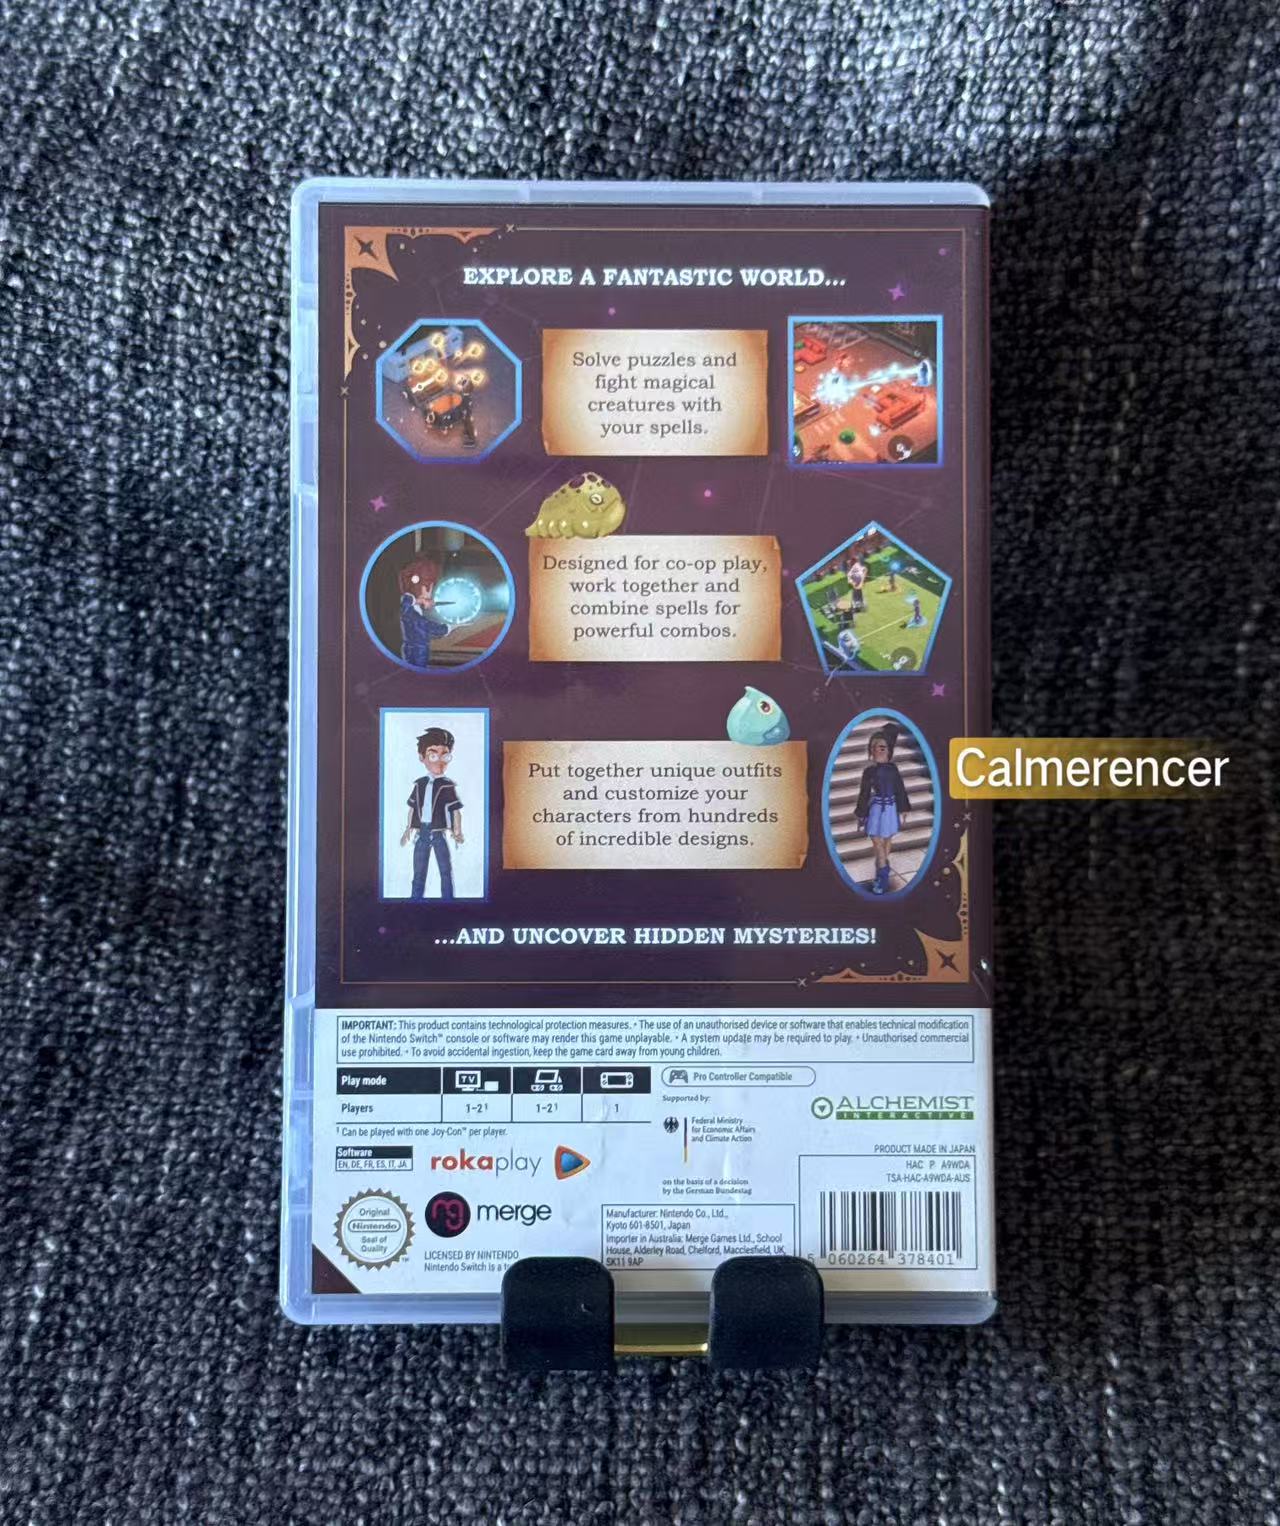 EXPLORE A FANTASTIC WORLD...
Solve puzzles and
fight magical
creatures with
your spells.
Designed for co-op play,
work together and
combine spells for
powerful combos.
Put together unique outfits
and customize your
characters from hundreds
of incredible designs.
Calmerencer
...AND UNCOVER HIDDEN MYSTERIES!
IMPORTANT: This product contains technological protection measures. • The use of an unauthorised device or software that enables technical modification
of the Nintendo Switch™ console or software may render this game unplayable. • A system update may be required to play. • Unauthorised commercial
use prohibited. • To avoid accidental ingestion, keep the game card away from young children.
Play mode
TV
Players
1-2¹ 1-2¹ 1
¹ Can be played with one Joy-Con™ per player.
Pro Controller Compatible
Supported by:
Federal Ministry
for Economic Affairs
and Climate Action
on the basis of a decision
by the German Bundestag
ALCHEMIST
INTERACTIVE
Software
EN, DE, FR, ES, IT, JA
rokaplay
PRODUCT MADE IN JAPAN
HAC P A9WDA
TSA-HAC-A9WDA-AUS
Original
Nintendo
Seal of
Quality
™
merge
LICENSED BY NINTENDO
Nintendo Switch is a
Manufacturer: Nintendo Co., Ltd.,
Kyoto 601-8501, Japan
Importer in Australia: Merge Games Ltd., School
House, Alderley Road, Chelford, Macclesfield, UK,
SK11 9AP
5 060264 378401